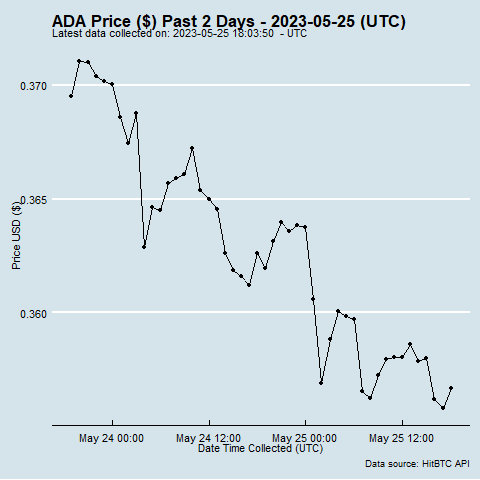 ADA Price ($) Past 2 Days - 2023-05-25 (UTC)
Latest data collected on: 2023-05-25 18:03:50 - UTC
0.370
0.365
0.360
Price USD ($)
May 24 00:00 May 24 12:00 May 25 00:00 May 25 12:00
Date Time Collected (UTC)
Data source: HitBTC API